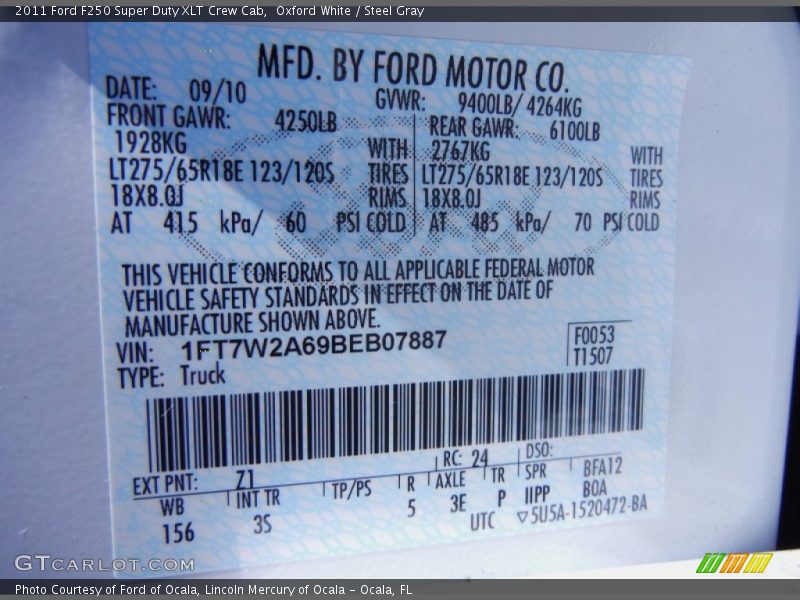 2011 Ford F250 Super Duty XLT Crew Cab, Oxford White / Steel Gray
MFD. BY FORD MOTOR CO.
DATE: 09/10 GVWR: 9400LB/ 4264KG
FRONT GAWR: 4250LB REAR GAWR: 6100LB
1928KG WITH 2767KG WITH
LT275/65R18E 123/120S TIRES LT275/65R18E 123/120S TIRES
18X8.0J RIMS 18X8.0J RIMS
AT 415 kPa/ 60 PSI COLD AT 485 kPa/ 70 PSI COLD
THIS VEHICLE CONFORMS TO ALL APPLICABLE FEDERAL MOTOR
VEHICLE SAFETY STANDARDS IN EFFECT ON THE DATE OF
MANUFACTURE SHOWN ABOVE.
VIN: 1FT7W2A69BEB07887 F0053
TYPE: Truck T1507
EXT PNT: Z1 RC: 24 DSO:
WB INT TR TP/PS R AXLE TR SPR BFA12
156 3S 5 3E P IIPP BOA
UTC ▽5U5A-1520472-BA
GTCARLOT.COM
Photo Courtesy of Ford of Ocala, Lincoln Mercury of Ocala – Ocala, FL